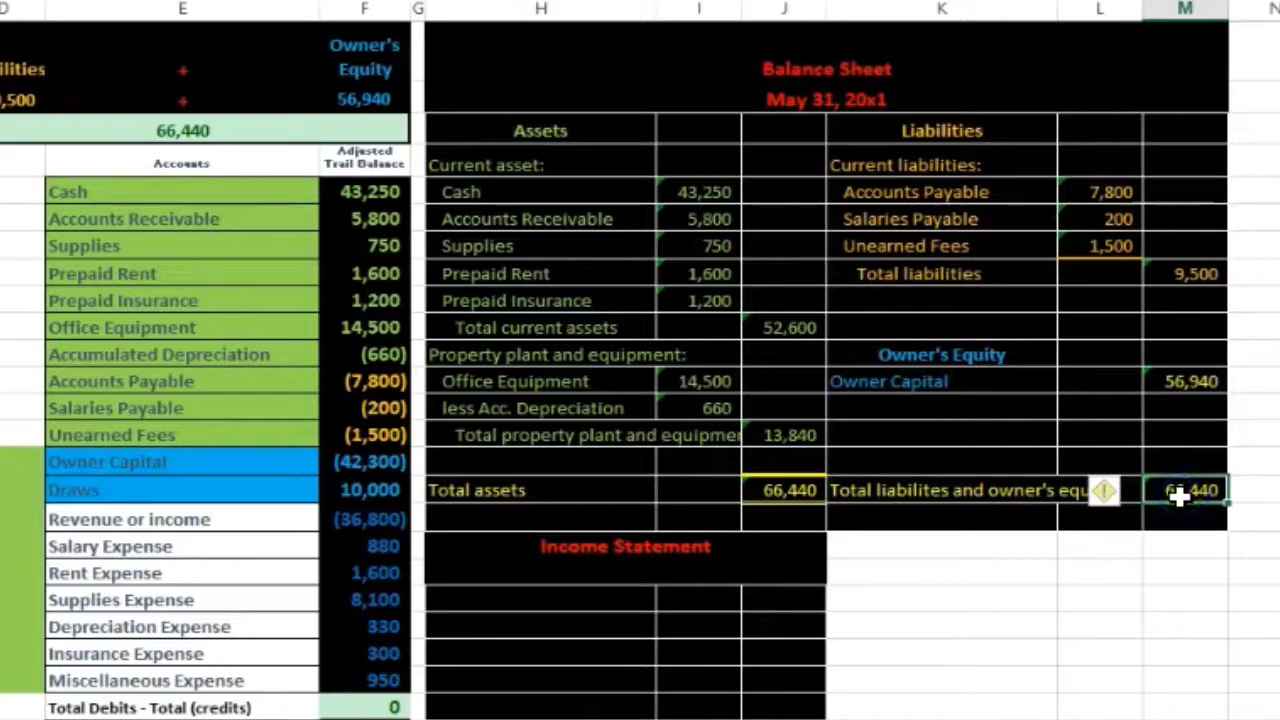 D E F G H I J K L M N
ilities + Owner's Equity
,500 + 56,940
66,440
Accounts Adjusted Trail Balance
Cash 43,250
Accounts Receivable 5,800
Supplies 750
Prepaid Rent 1,600
Prepaid Insurance 1,200
Office Equipment 14,500
Accumulated Depreciation (660)
Accounts Payable (7,800)
Salaries Payable (200)
Unearned Fees (1,500)
Owner Capital (42,300)
Draws 10,000
Revenue or income (36,800)
Salary Expense 880
Rent Expense 1,600
Supplies Expense 8,100
Depreciation Expense 330
Insurance Expense 300
Miscellaneous Expense 950
Total Debits - Total (credits) 0
Balance Sheet
May 31, 20x1
Assets Liabilities
Current asset: Current liabilities:
Cash 43,250 Accounts Payable 7,800
Accounts Receivable 5,800 Salaries Payable 200
Supplies 750 Unearned Fees 1,500
Prepaid Rent 1,600 Total liabilities 9,500
Prepaid Insurance 1,200
Total current assets 52,600
Property plant and equipment: Owner's Equity
Office Equipment 14,500 Owner Capital 56,940
less Acc. Depreciation 660
Total property plant and equipmen 13,840
Total assets 66,440 Total liabilites and owner's equ 66,440
Income Statement